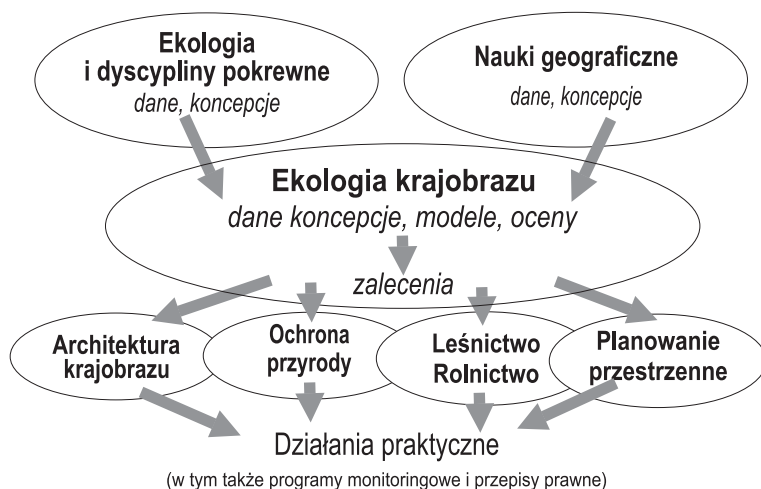 Ekologia
i dyscypliny pokrewne
dane, koncepcje
Nauki geograficzne
dane, koncepcje
Ekologia krajobrazu
dane koncepcje, modele, oceny
zalecenia
Architektura
krajobrazu
Ochrona
przyrody
Leśnictwo
Rolnictwo
Planowanie
przestrzenne
Działania praktyczne
(w tym także programy monitoringowe i przepisy prawne)